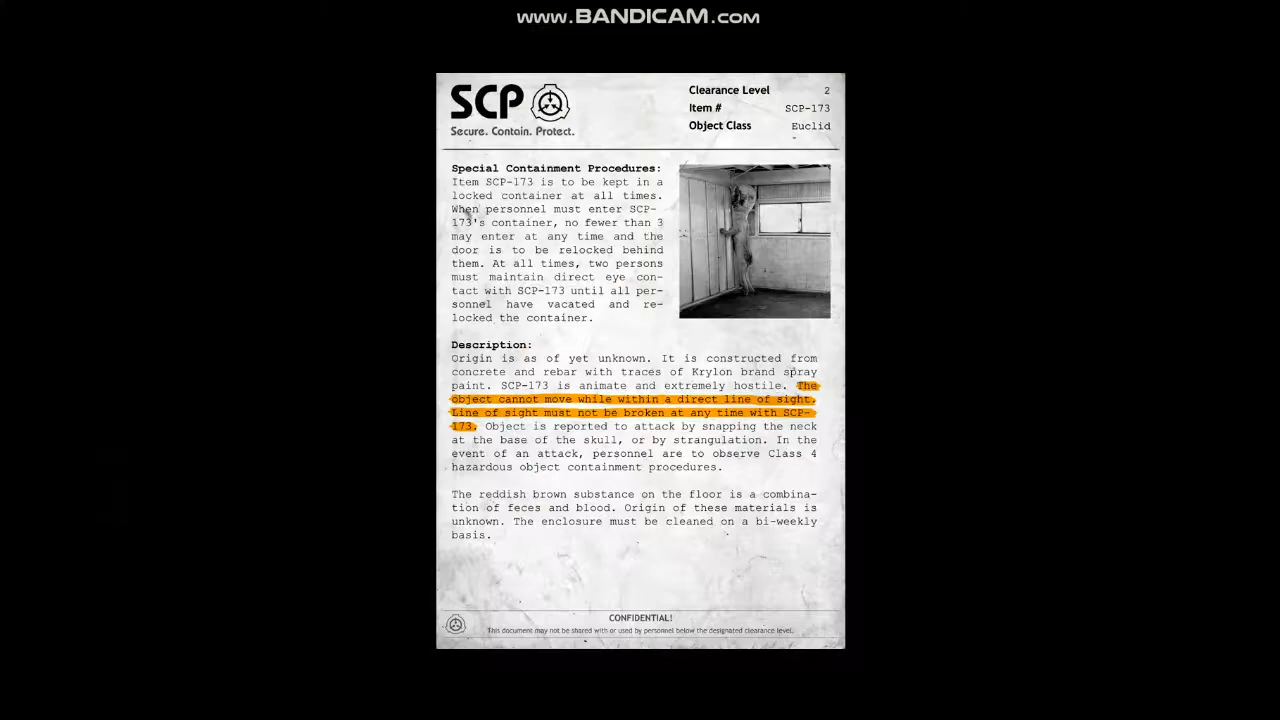 www.BANDICAM.com
SCP
Secure. Contain. Protect.
Clearance Level 2
Item # SCP-173
Object Class Euclid
Special Containment Procedures:
Item SCP-173 is to be kept in a
locked container at all times.
When personnel must enter SCP-
173's container, no fewer than 3
may enter at any time and the
door is to be relocked behind
them. At all times, two persons
must maintain direct eye con-
tact with SCP-173 until all per-
sonnel have vacated and re-
locked the container.
Description:
Origin is as of yet unknown. It is constructed from
concrete and rebar with traces of Krylon brand spray
paint. SCP-173 is animate and extremely hostile. The
object cannot move while within a direct line of sight.
Line of sight must not be broken at any time with SCP-
173. Object is reported to attack by snapping the neck
at the base of the skull, or by strangulation. In the
event of an attack, personnel are to observe Class 4
hazardous object containment procedures.
The reddish brown substance on the floor is a combina-
tion of feces and blood. Origin of these materials is
unknown. The enclosure must be cleaned on a bi-weekly
basis.
CONFIDENTIAL!
This document may not be shared with or used by personnel below the designated clearance level.